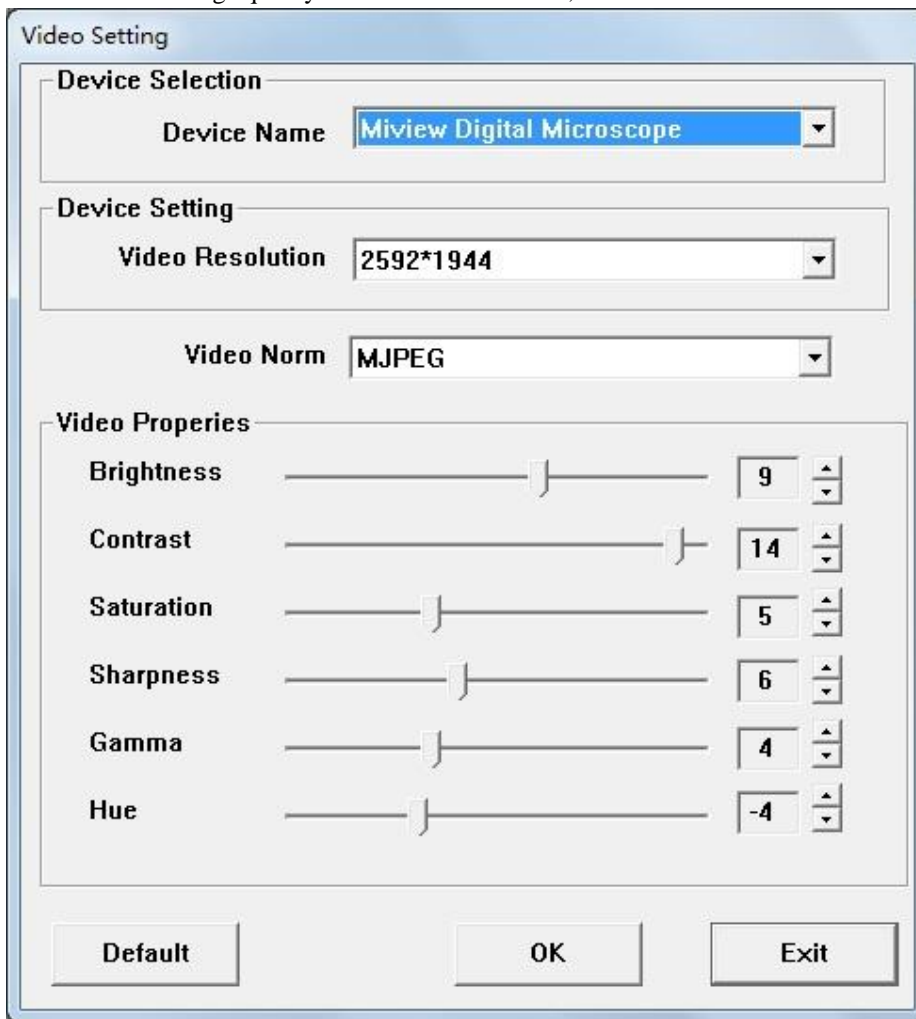 Video Setting
Device Selection
Device Name Miview Digital Microscope
Device Setting
Video Resolution 2592*1944
Video Norm MJPEG
Video Properies
Brightness 9
Contrast 14
Saturation 5
Sharpness 6
Gamma 4
Hue -4
Default OK Exit